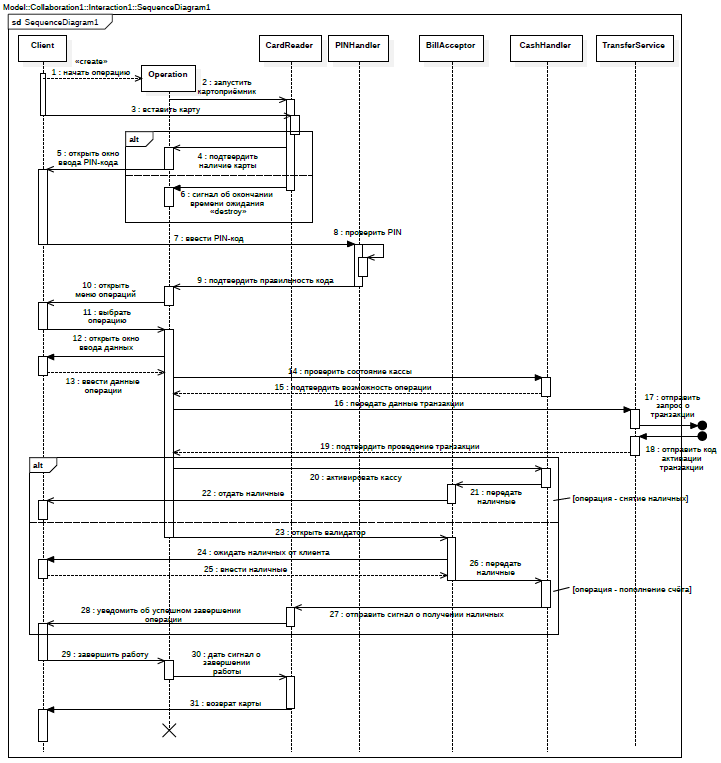 Model::Collaboration1::Interaction1::SequenceDiagram1
sd SequenceDiagram1
Client
Operation
CardReader
PINHandler
BillAcceptor
CashHandler
TransferService
«create»
1 : начать операцию
2 : запустить
картоприёмник
3 : вставить карту
alt
4 : подтвердить
наличие карты
5 : открыть окно
ввода PIN-кода
6 : сигнал об окончании
времени ожидания
«destroy»
7 : ввести PIN-код
8 : проверить PIN
9 : подтвердить правильность кода
10 : открыть
меню операций
11 : выбрать
операцию
12 : открыть окно
ввода данных
13 : ввести данные
операции
14 : проверить состояние кассы
15 : подтвердить возможность операции
16 : передать данные транзакции
17 : отправить
запрос о
транзакции
18 : отправить код
активации
транзакции
19 : подтвердить проведение транзакции
alt
20 : активировать кассу
21 : передать
наличные
22 : отдать наличные
[операция - снятие наличных]
23 : открыть валидатор
24 : ожидать наличных от клиента
25 : внести наличные
26 : передать
наличные
[операция - пополнение счёта]
27 : отправить сигнал о получении наличных
28 : уведомить об успешном завершении
операции
29 : завершить работу
30 : дать сигнал о
завершении
работы
31 : возврат карты